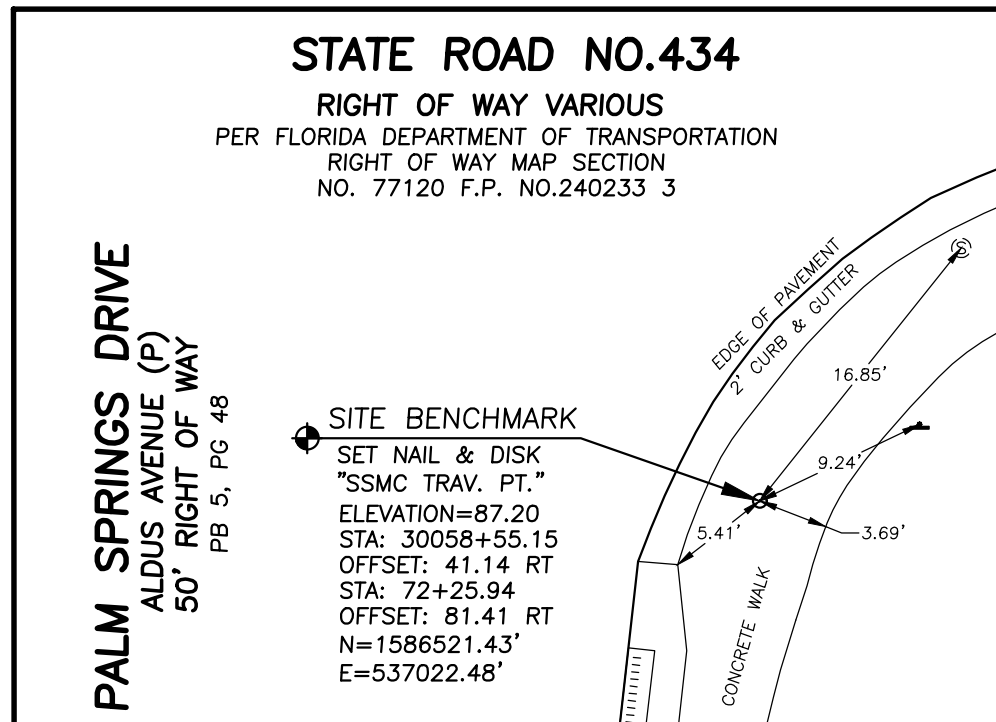 STATE ROAD NO.434
RIGHT OF WAY VARIOUS
PER FLORIDA DEPARTMENT OF TRANSPORTATION
RIGHT OF WAY MAP SECTION
NO. 77120 F.P. NO.240233 3
PALM SPRINGS DRIVE
ALDUS AVENUE (P)
50' RIGHT OF WAY
PB 5, PG 48
SITE BENCHMARK
SET NAIL & DISK
"SSMC TRAV. PT."
ELEVATION=87.20
STA: 30058+55.15
OFFSET: 41.14 RT
STA: 72+25.94
OFFSET: 81.41 RT
N=1586521.43'
E=537022.48'
EDGE OF PAVEMENT
2' CURB & GUTTER
S
16.85'
9.24'
5.41'
3.69'
CONCRETE WALK